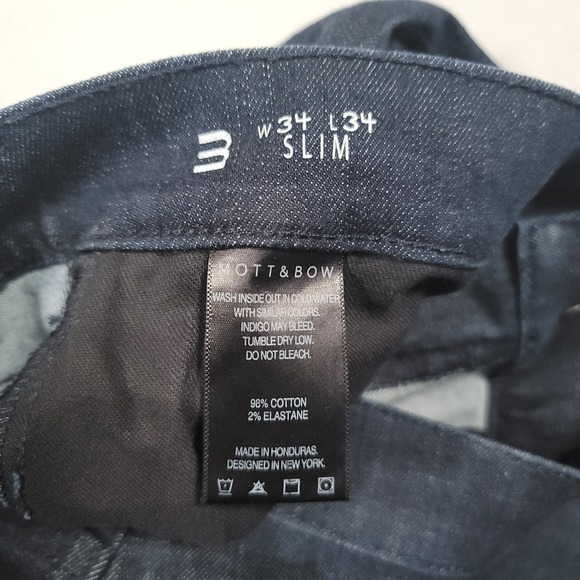 W34 L34
SLIM
MOTT & BOW
WASH INSIDE OUT IN COLD WATER
WITH SIMILAR COLORS.
INDIGO MAY BLEED.
TUMBLE DRY LOW.
DO NOT BLEACH.
98% COTTON
2% ELASTANE
MADE IN HONDURAS.
DESIGNED IN NEW YORK.